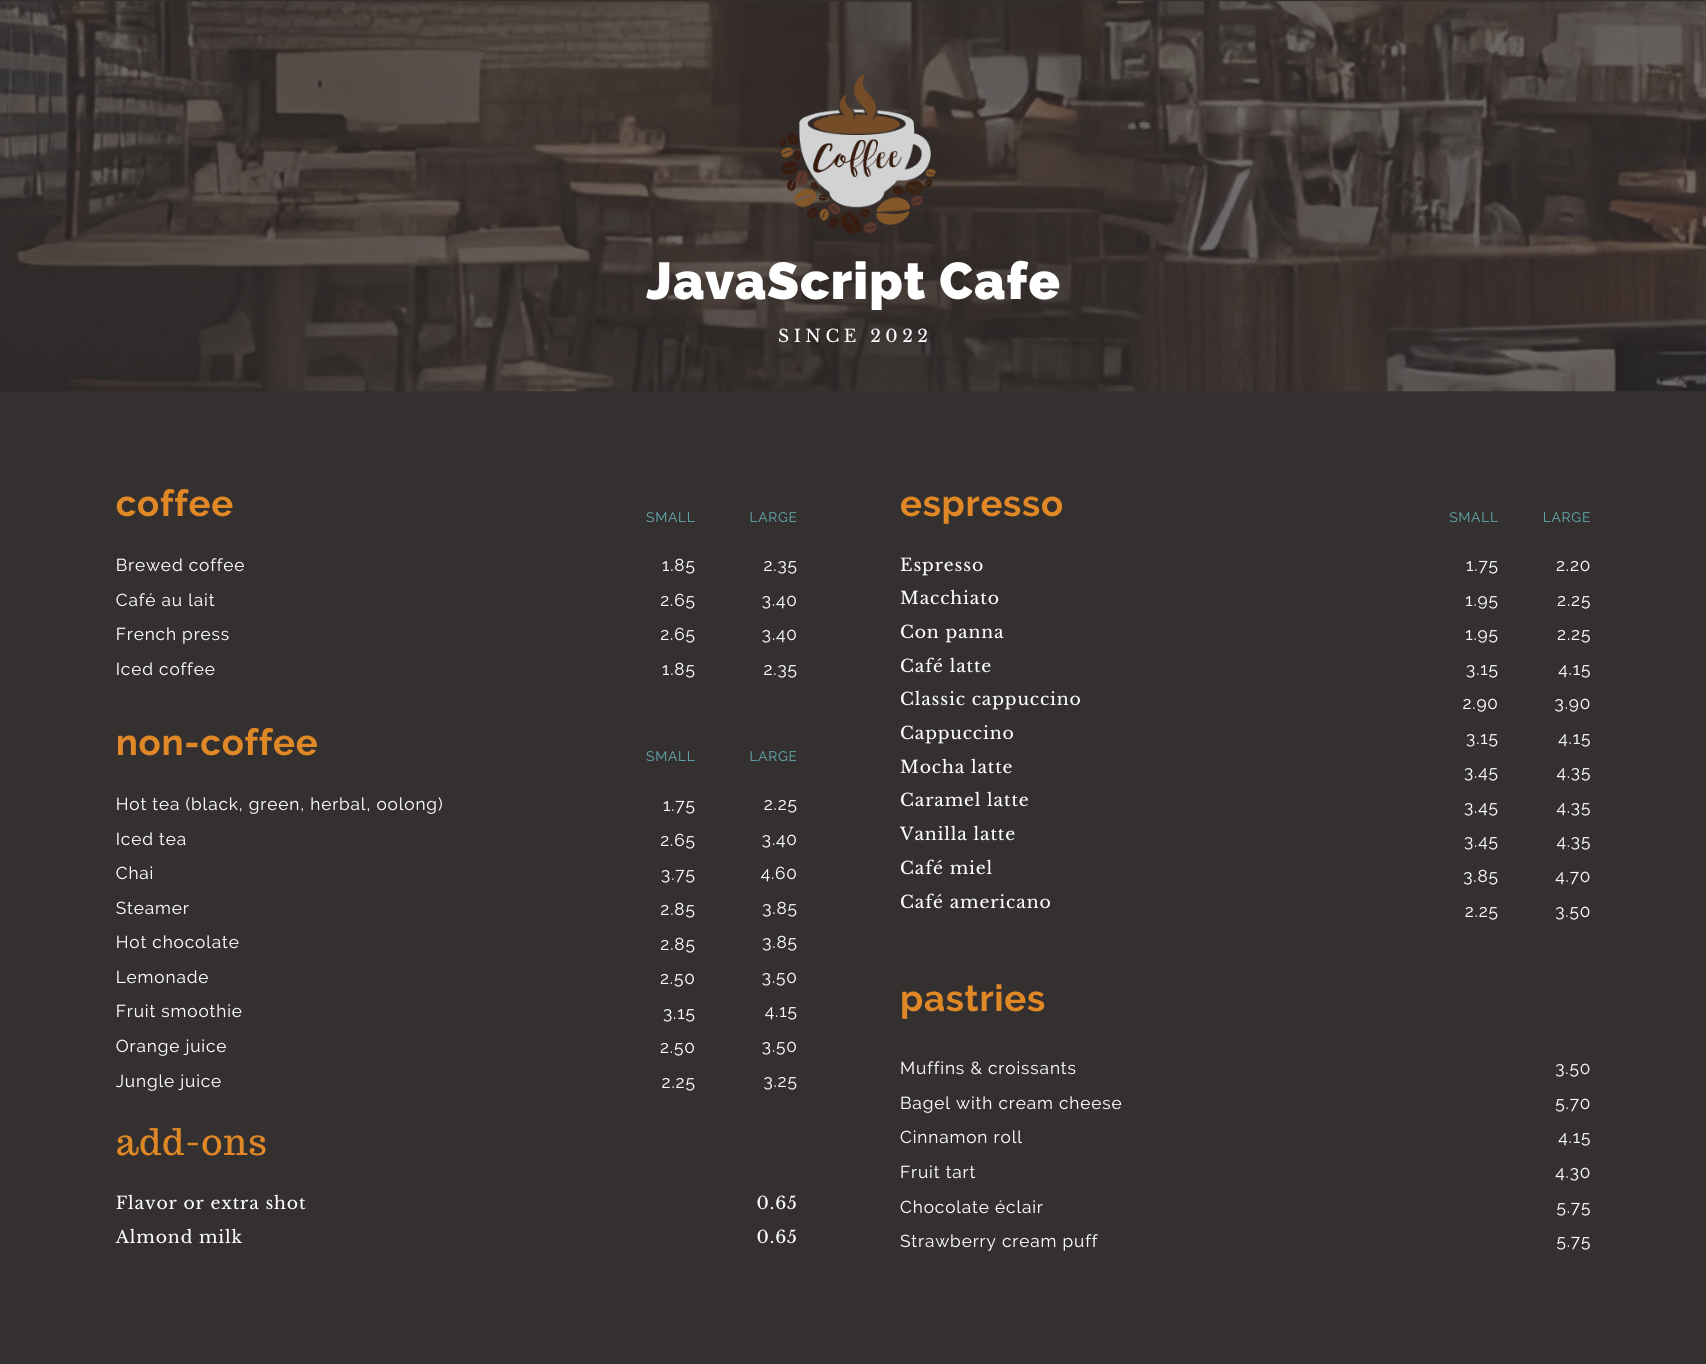 Coffee
JavaScript Cafe
SINCE 2022
coffee SMALL LARGE
Brewed coffee 1.85 2.35
Café au lait 2.65 3.40
French press 2.65 3.40
Iced coffee 1.85 2.35
non-coffee SMALL LARGE
Hot tea (black, green, herbal, oolong) 1.75 2.25
Iced tea 2.65 3.40
Chai 3.75 4.60
Steamer 2.85 3.85
Hot chocolate 2.85 3.85
Lemonade 2.50 3.50
Fruit smoothie 3.15 4.15
Orange juice 2.50 3.50
Jungle juice 2.25 3.25
add-ons
Flavor or extra shot 0.65
Almond milk 0.65
espresso SMALL LARGE
Espresso 1.75 2.20
Macchiato 1.95 2.25
Con panna 1.95 2.25
Café latte 3.15 4.15
Classic cappuccino 2.90 3.90
Cappuccino 3.15 4.15
Mocha latte 3.45 4.35
Caramel latte 3.45 4.35
Vanilla latte 3.45 4.35
Café miel 3.85 4.70
Café americano 2.25 3.50
pastries
Muffins & croissants 3.50
Bagel with cream cheese 5.70
Cinnamon roll 4.15
Fruit tart 4.30
Chocolate éclair 5.75
Strawberry cream puff 5.75